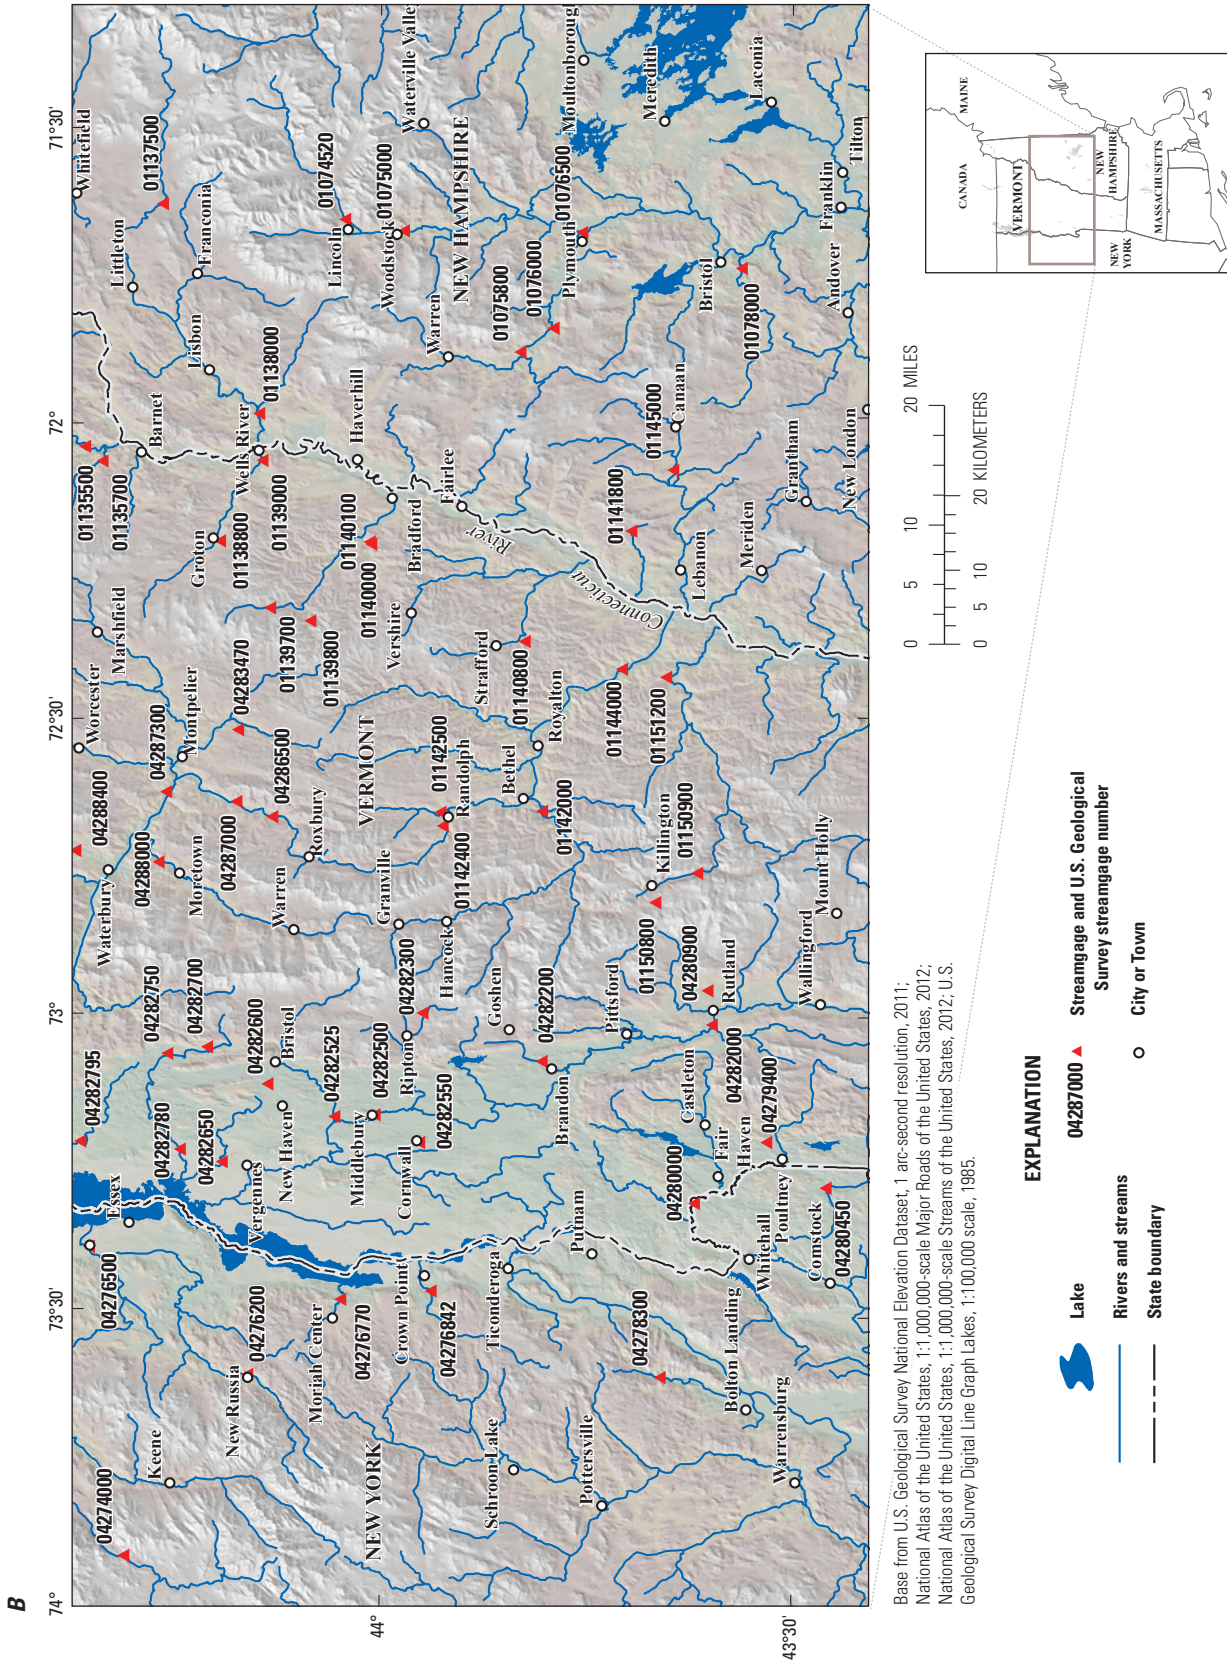 B
74°
73°30'
73°
72°30'
72°
71°30'
44°
43°30'
04274000
Keene
New Russia
04276200
04276500
Essex
Moriah Center
04276770
Crown Point
04276842
Ticonderoga
Putnam
NEW YORK
Schroon Lake
Pottersville
04278300
Bolton Landing
Warrensburg
Whitehall
Comstock
04280450
Poultney
04280000
Fair
Haven
04279400
Castleton
04282000
04282795
04282780
04282650
Vergennes
New Haven
04282750
04282700
04282600
Bristol
04282525
Middlebury
04282500
Cornwall
04282550
Ripton
04282300
Hancock
Goshen
04282200
Brandon
Pittsford
04280900
Rutland
01150800
Wallingford
Mount Holly
Killington
01150900
Waterbury
04288400
04288000
Moretown
04287000
Warren
Granville
01142400
Roxbury
04286500
04287300
Worcester
Montpelier
Marshfield
04283470
VERMONT
01142500
Randolph
Bethel
01142000
Royalton
01140800
Strafford
Vershire
01144000
01151200
01139700
01139800
01140000
01140100
Groton
01138800
01139000
Wells River
01135500
01135700
Barnet
Bradford
Fairlee
Haverhill
Connecticut
River
01138000
Lisbon
Littleton
Franconia
Whitefield
01137500
Lincoln
01074520
Woodstock
01075000
NEW HAMPSHIRE
Warren
01075800
01076000
Plymouth
01076500
Waterville Valley
Moultonborough
Meredith
Laconia
Bristol
01078000
Franklin
Tilton
Andover
New London
Grantham
Meriden
Lebanon
01141800
01145000
Canaan
0 5 10 20 MILES
0 5 10 20 KILOMETERS
Base from U.S. Geological Survey National Elevation Dataset, 1 arc-second resolution, 2011;
National Atlas of the United States, 1:1,000,000-scale Major Roads of the United States, 2012;
National Atlas of the United States, 1:1,000,000-scale Streams of the United States, 2012; U.S.
Geological Survey Digital Line Graph Lakes, 1:100,000 scale, 1985.
EXPLANATION
Lake
Rivers and streams
State boundary
04287000
Streamgage and U.S. Geological
Survey streamgage number
City or Town
CANADA
MAINE
VERMONT
NEW
HAMPSHIRE
NEW
YORK
MASSACHUSETTS